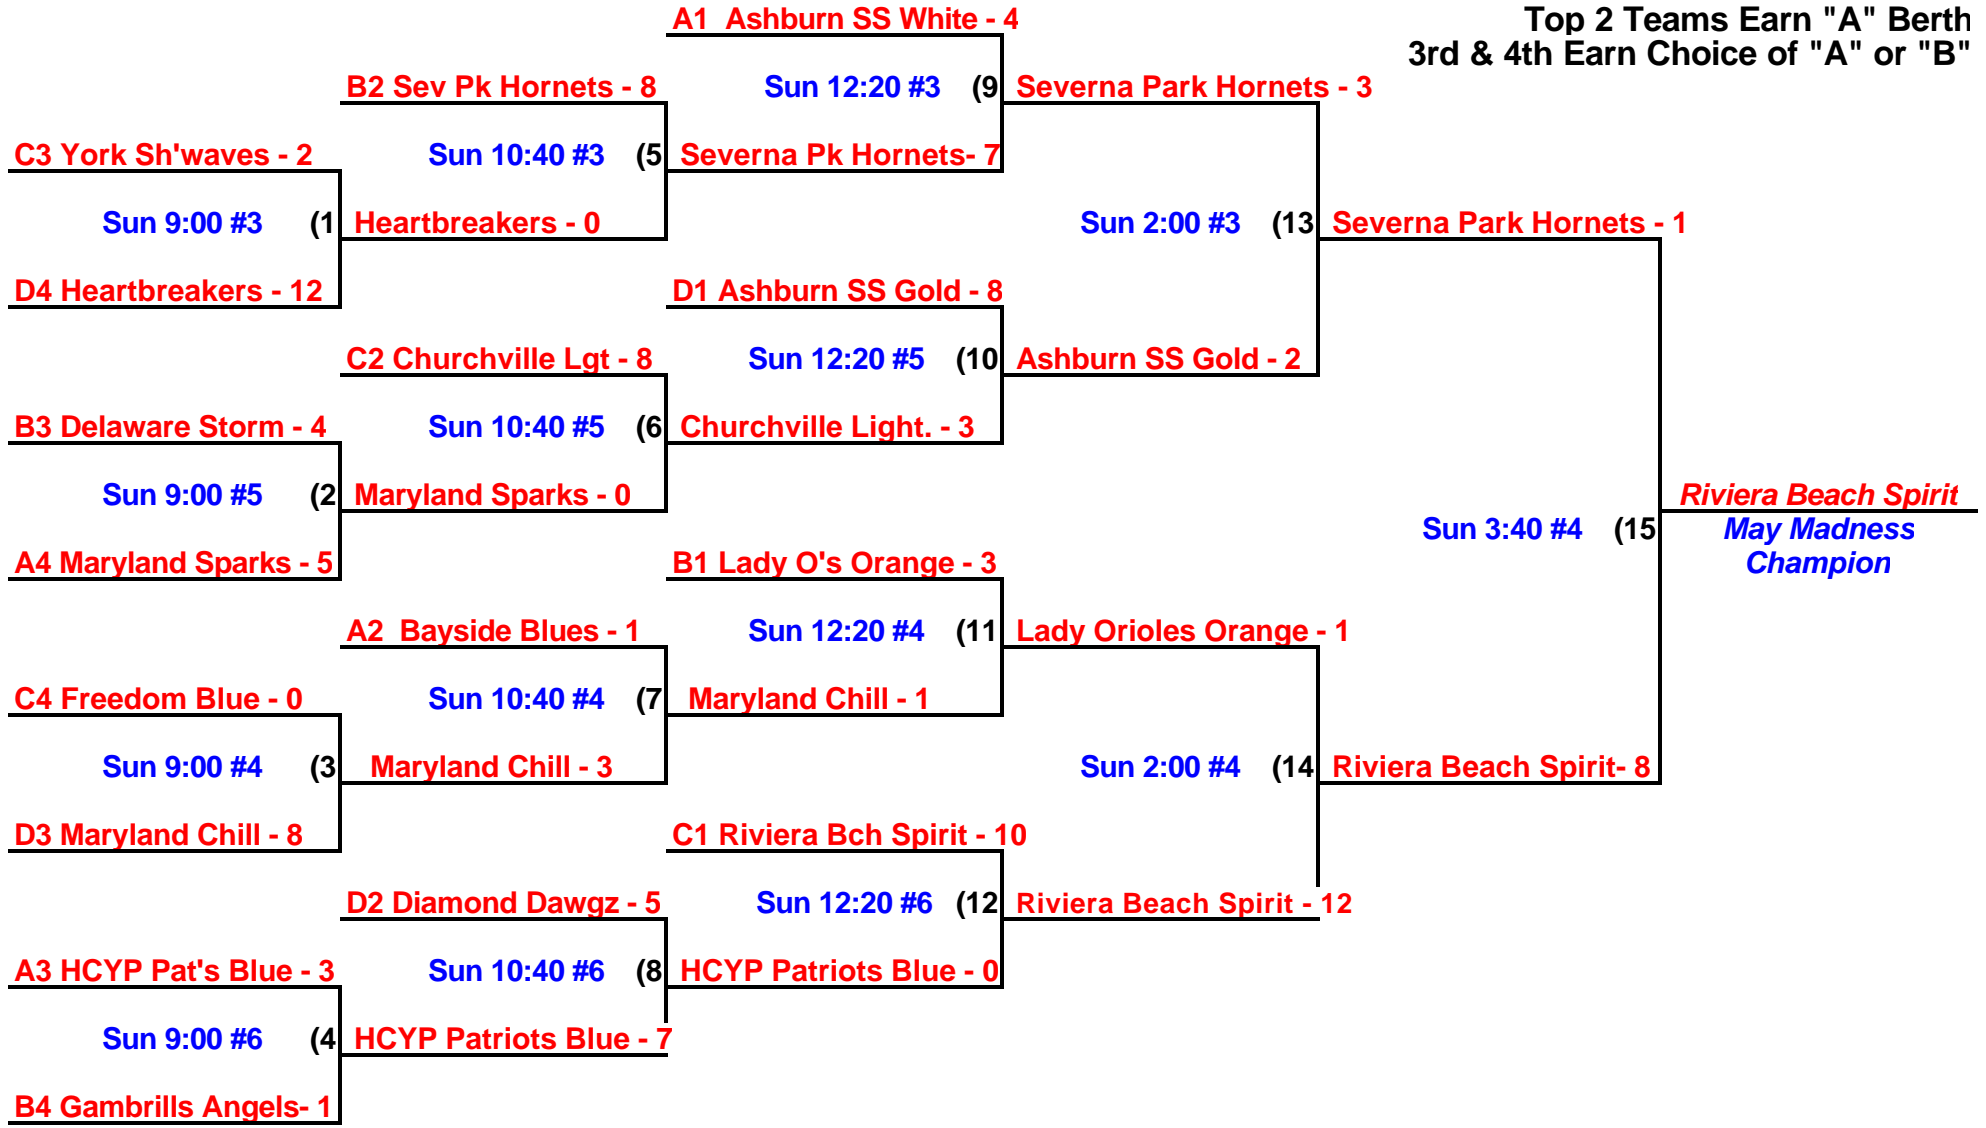 A1  Ashburn SS White - 4
Top 2 Teams Earn "A" Berth
3rd & 4th Earn Choice of "A" or "B"
B2 Sev Pk Hornets - 8
Sun 12:20 #3 (9
Severna Park Hornets - 3
C3 York Sh'waves - 2
Sun 10:40 #3 (5
Severna Pk Hornets- 7
Sun 9:00 #3 (1
Heartbreakers - 0
Sun 2:00 #3 (13
Severna Park Hornets - 1
D4 Heartbreakers - 12
D1 Ashburn SS Gold - 8
C2 Churchville Lgt - 8
Sun 12:20 #5 (10
Ashburn SS Gold - 2
B3 Delaware Storm - 4
Sun 10:40 #5 (6
Churchville Light. - 3
Sun 9:00 #5 (2
Maryland Sparks - 0
Riviera Beach Spirit
Sun 3:40 #4 (15
May Madness
Champion
A4 Maryland Sparks - 5
B1 Lady O's Orange - 3
A2  Bayside Blues - 1
Sun 12:20 #4 (11
Lady Orioles Orange - 1
C4 Freedom Blue - 0
Sun 10:40 #4 (7
Maryland Chill - 1
Sun 9:00 #4 (3
Maryland Chill - 3
Sun 2:00 #4 (14
Riviera Beach Spirit- 8
D3 Maryland Chill - 8
C1 Riviera Bch Spirit - 10
D2 Diamond Dawgz - 5
Sun 12:20 #6 (12
Riviera Beach Spirit - 12
A3 HCYP Pat's Blue - 3
Sun 10:40 #6 (8
HCYP Patriots Blue - 0
Sun 9:00 #6 (4
HCYP Patriots Blue - 7
B4 Gambrills Angels- 1